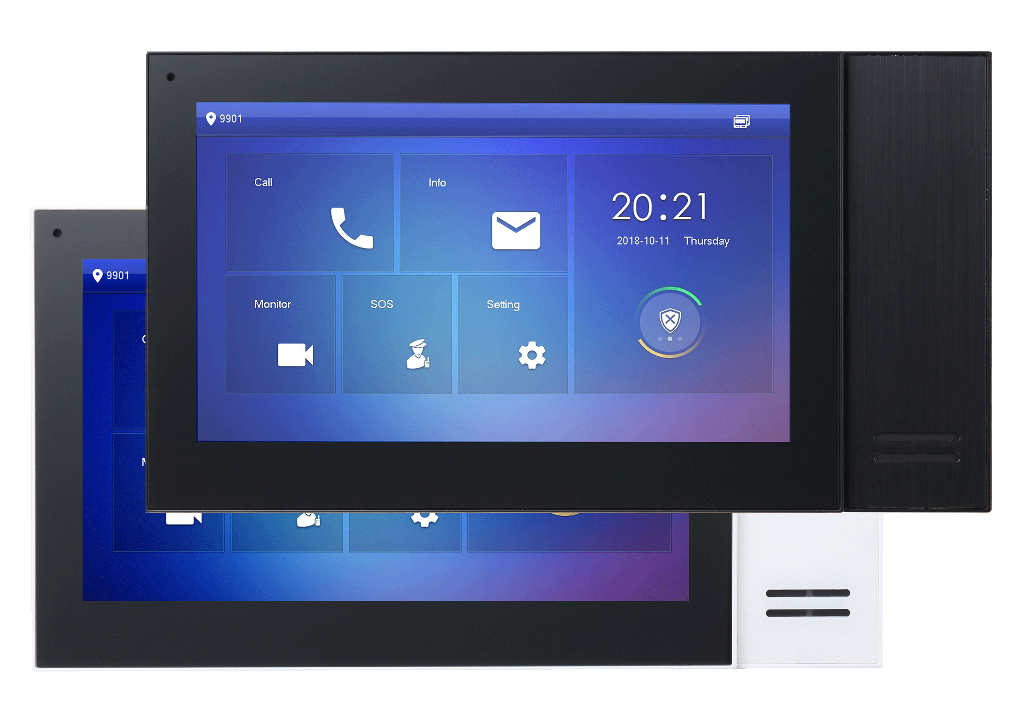 9901
Call
Info
20:21
2018-10-11 Thursday
Monitor
SOS
Setting
9901